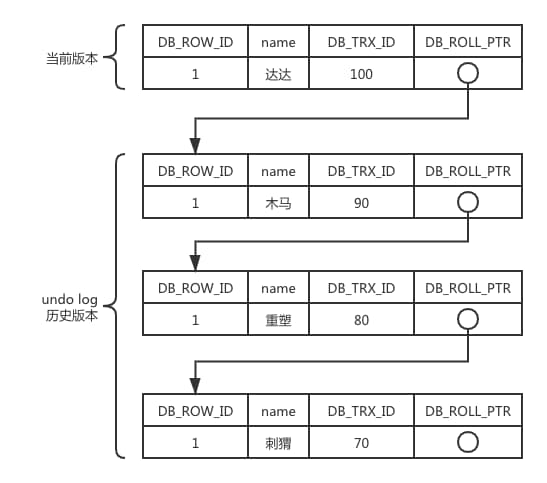 当前版本
DB_ROW_ID name DB_TRX_ID DB_ROLL_PTR
1 达达 100
DB_ROW_ID name DB_TRX_ID DB_ROLL_PTR
1 木马 90
undo log
历史版本
DB_ROW_ID name DB_TRX_ID DB_ROLL_PTR
1 重塑 80
DB_ROW_ID name DB_TRX_ID DB_ROLL_PTR
1 刺猬 70